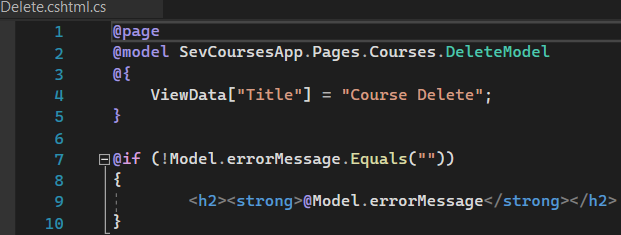 Delete.cshtml.cs
1 @page
2 @model SevCoursesApp.Pages.Courses.DeleteModel
3 @{
4 ViewData["Title"] = "Course Delete";
5 }
6
7 @if (!Model.errorMessage.Equals(""))
8 {
9 <h2><strong>@Model.errorMessage</strong></h2>
10 }